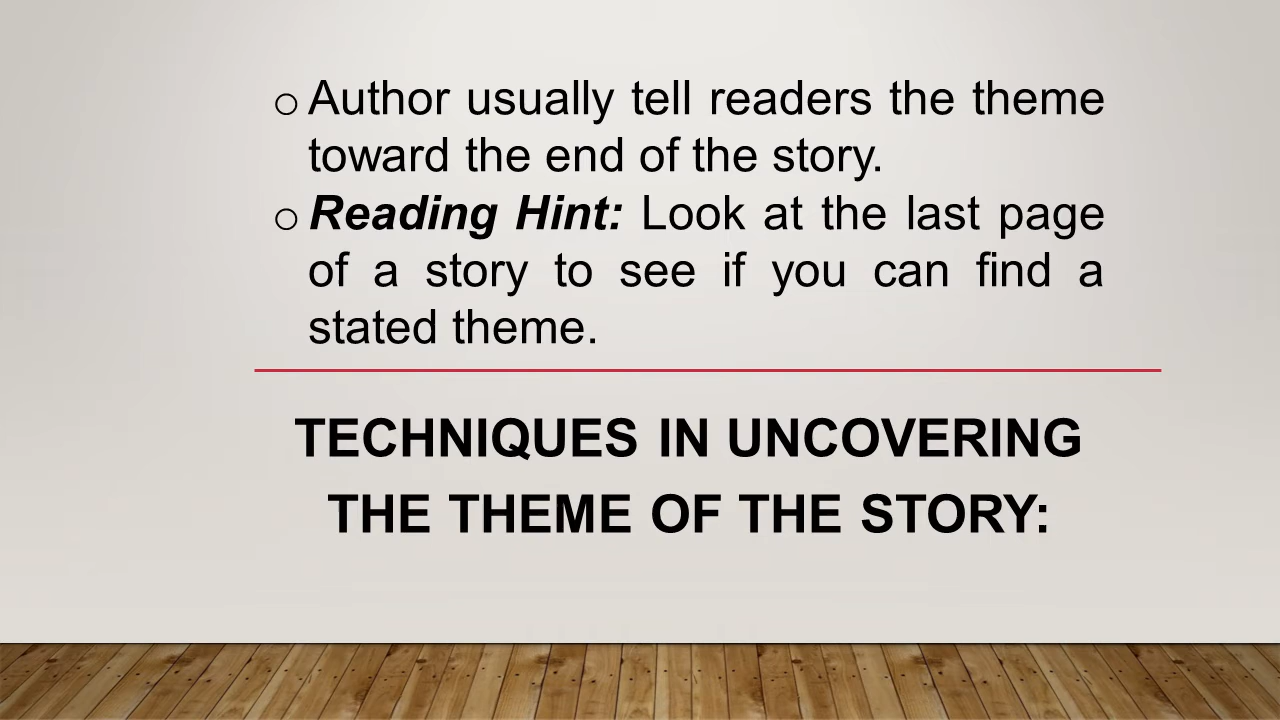 o Author usually tell readers the theme
toward the end of the story.
o Reading Hint: Look at the last page
of a story to see if you can find a
stated theme.
TECHNIQUES IN UNCOVERING
THE THEME OF THE STORY: